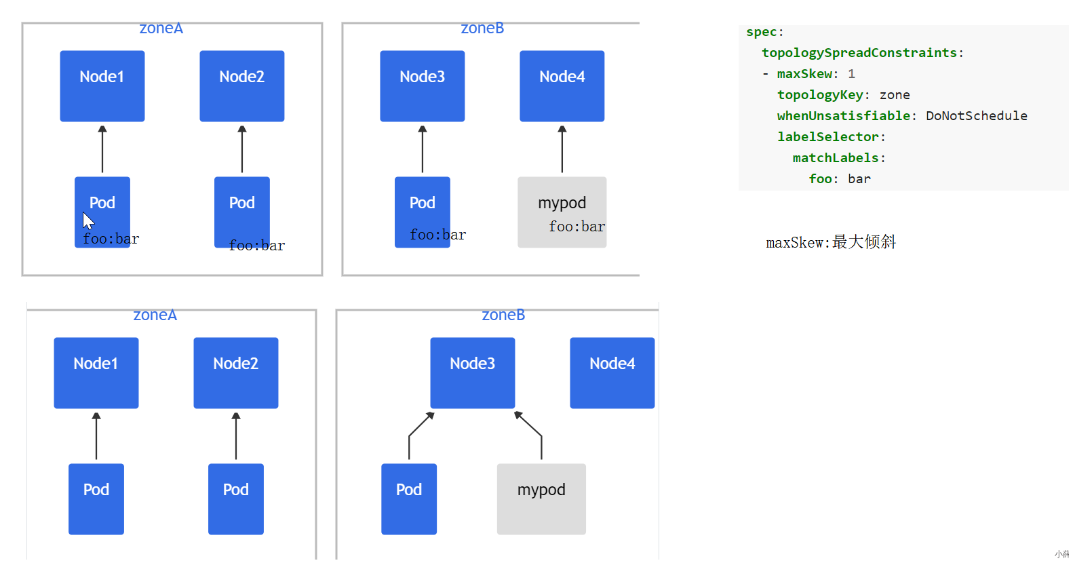 zoneA
zoneB
Node1
Node2
Node3
Node4
Pod
Pod
Pod
mypod
foo:bar
foo:bar
foo:bar
foo:bar
spec:
topologySpreadConstraints:
- maxSkew: 1
topologyKey: zone
whenUnsatisfiable: DoNotSchedule
labelSelector:
matchLabels:
foo: bar
maxSkew:最大倾斜
zoneA
zoneB
Node1
Node2
Node3
Node4
Pod
Pod
Pod
mypod